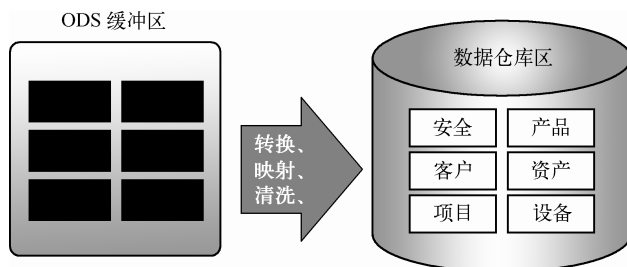 ODS 缓冲区
转换、
映射、
清洗、
数据仓库区
安全
产品
客户
资产
项目
设备